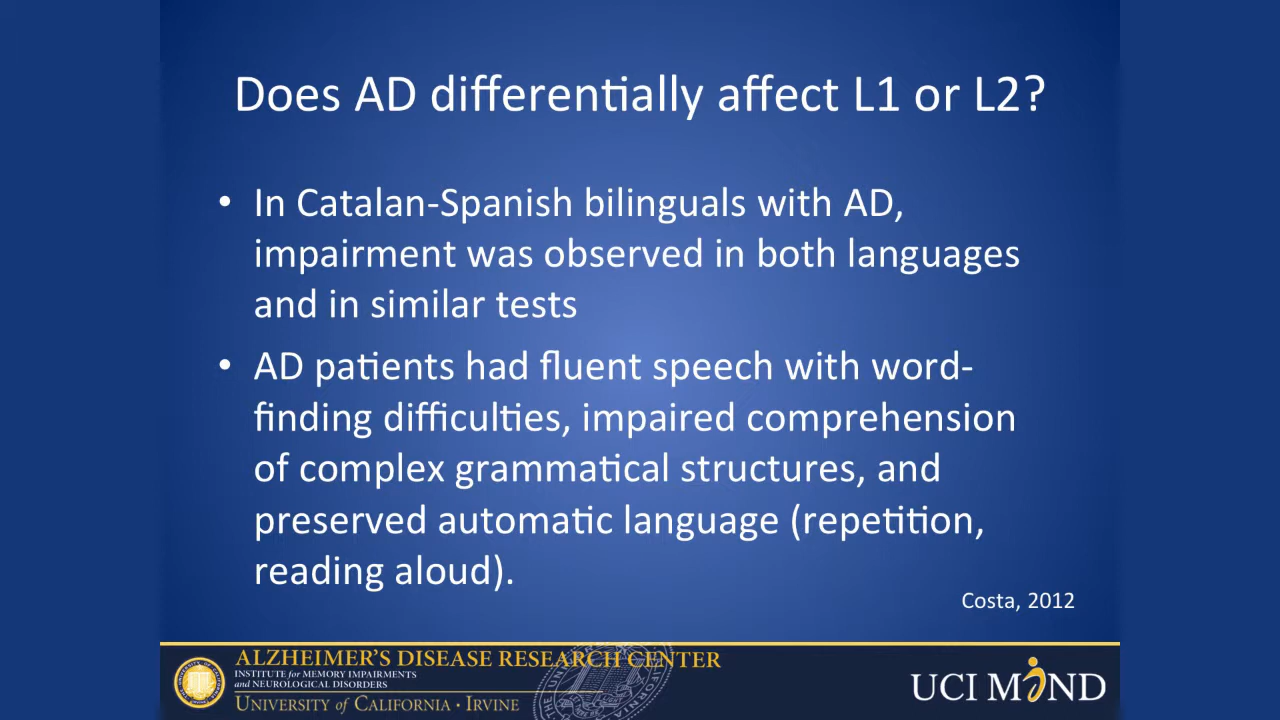 Does AD differentially affect L1 or L2?
• In Catalan-Spanish bilinguals with AD,
impairment was observed in both languages
and in similar tests
• AD patients had fluent speech with word-
finding difficulties, impaired comprehension
of complex grammatical structures, and
preserved automatic language (repetition,
reading aloud).
Costa, 2012
ALZHEIMER'S DISEASE RESEARCH CENTER
INSTITUTE for MEMORY IMPAIRMENTS
and NEUROLOGICAL DISORDERS
UNIVERSITY of CALIFORNIA • IRVINE
UCI MIND